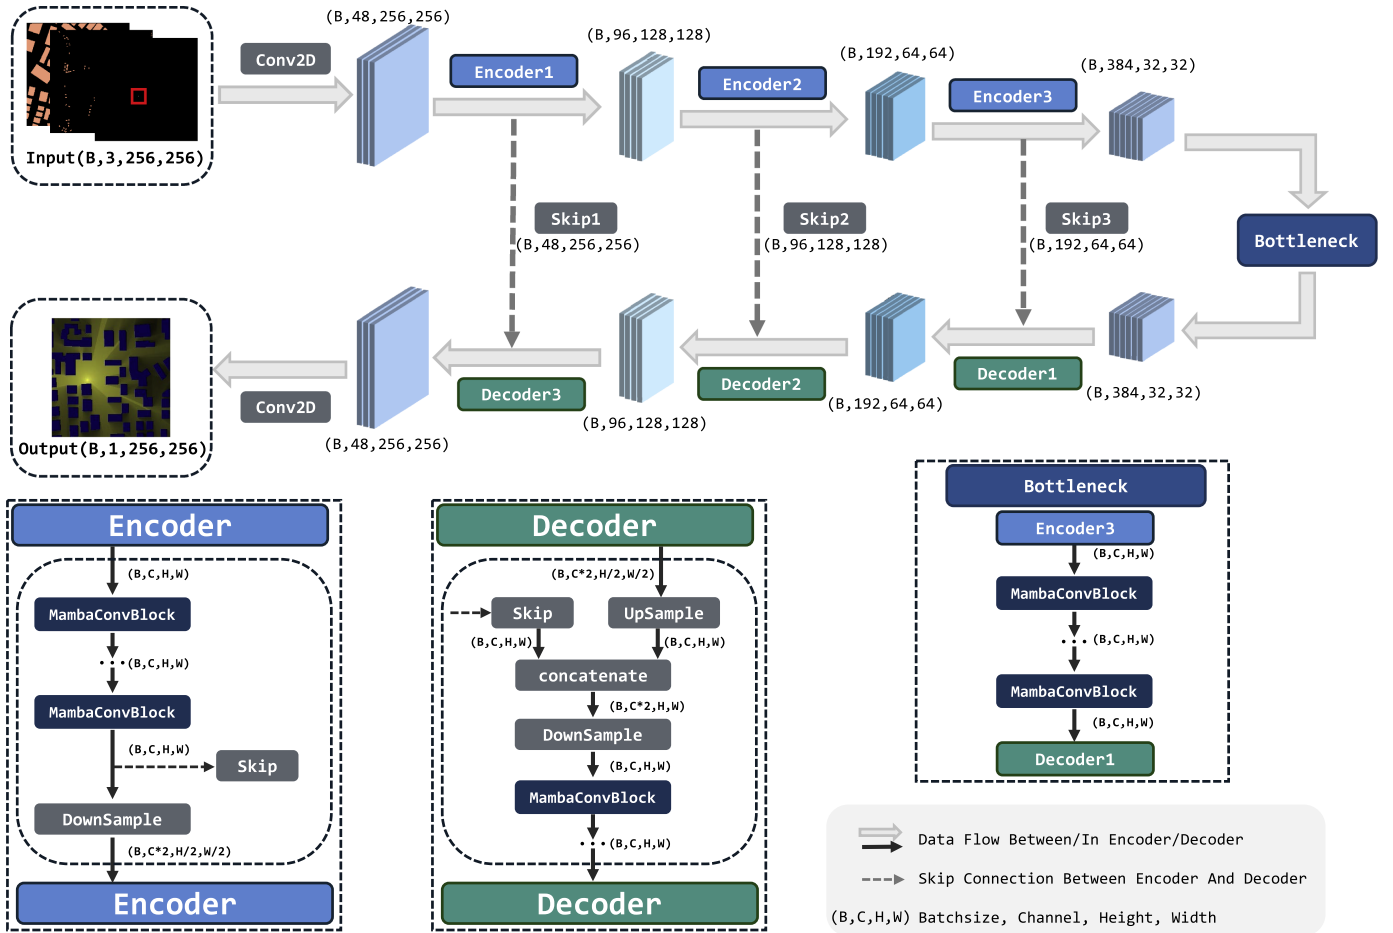 (B,48,256,256)
Conv2D
Encoder1
(B,96,128,128)
Encoder2
(B,192,64,64)
Encoder3
(B,384,32,32)
Input(B,3,256,256)
Skip1
(B,48,256,256)
Skip2
(B,96,128,128)
Skip3
(B,192,64,64)
Bottleneck
Output(B,1,256,256)
Conv2D
(B,48,256,256)
Decoder3
(B,96,128,128)
Decoder2
(B,192,64,64)
Decoder1
(B,384,32,32)
Encoder
(B,C,H,W)
MambaConvBlock
(B,C,H,W)
MambaConvBlock
(B,C,H,W)
Skip
DownSample
(B,C*2,H/2,W/2)
Encoder
Decoder
(B,C*2,H/2,W/2)
Skip
UpSample
(B,C,H,W)
(B,C,H,W)
concatenate
(B,C*2,H,W)
DownSample
(B,C,H,W)
MambaConvBlock
(B,C,H,W)
Decoder
Bottleneck
Encoder3
(B,C,H,W)
MambaConvBlock
(B,C,H,W)
MambaConvBlock
(B,C,H,W)
Decoder1
Data Flow Between/In Encoder/Decoder
Skip Connection Between Encoder And Decoder
(B,C,H,W) Batchsize, Channel, Height, Width